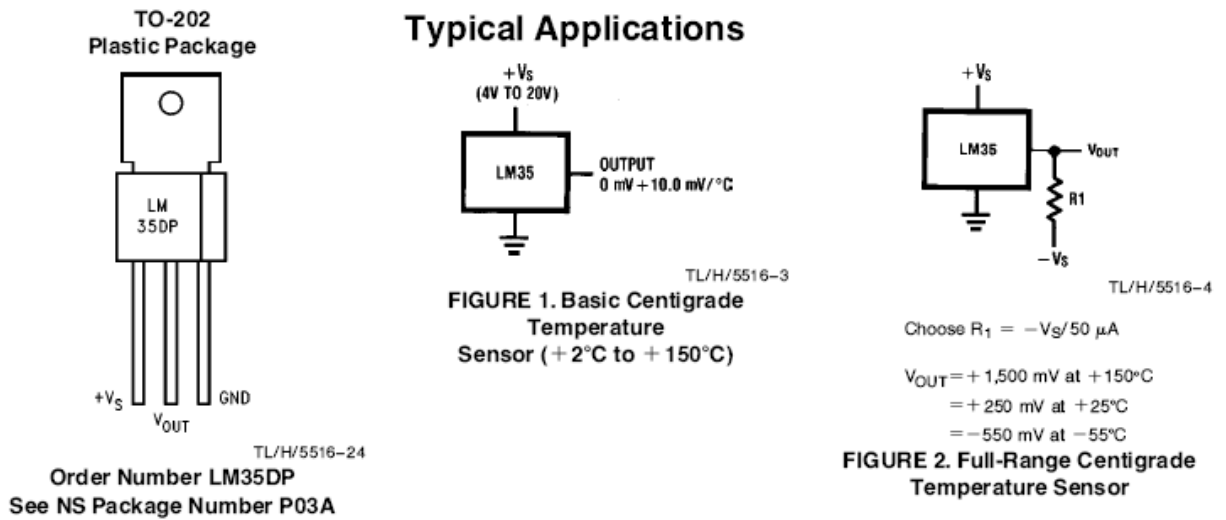 TO-202
Plastic Package
LM
35DP
+VS
VOUT
GND
TL/H/5516–24
Order Number LM35DP
See NS Package Number P03A
Typical Applications
+VS
(4V TO 20V)
LM35
OUTPUT
0 mV + 10.0 mV/°C
TL/H/5516–3
FIGURE 1. Basic Centigrade
Temperature
Sensor (+2°C to +150°C)
+VS
LM35
VOUT
R1
−VS
TL/H/5516–4
Choose R1 = −VS/50 µA
VOUT = +1,500 mV at +150°C
= +250 mV at +25°C
= −550 mV at −55°C
FIGURE 2. Full-Range Centigrade
Temperature Sensor